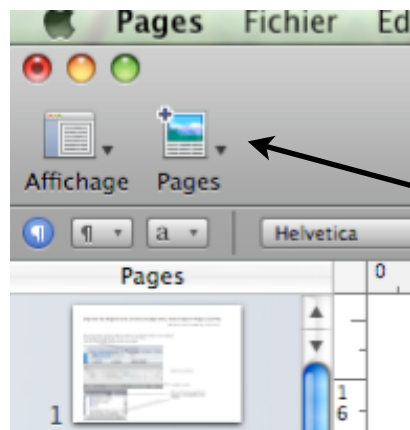 Pages Fichier Ed
Affichage Pages
¶ ¶ a Helvetica
Pages 0
1
1
6